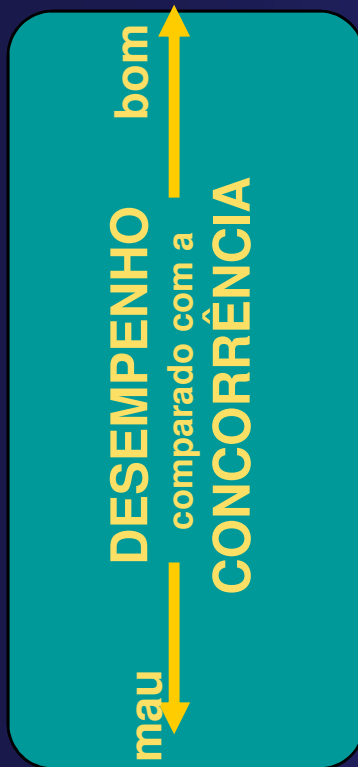 bom
DESEMPENHO
comparado com a
CONCORRÊNCIA
mau